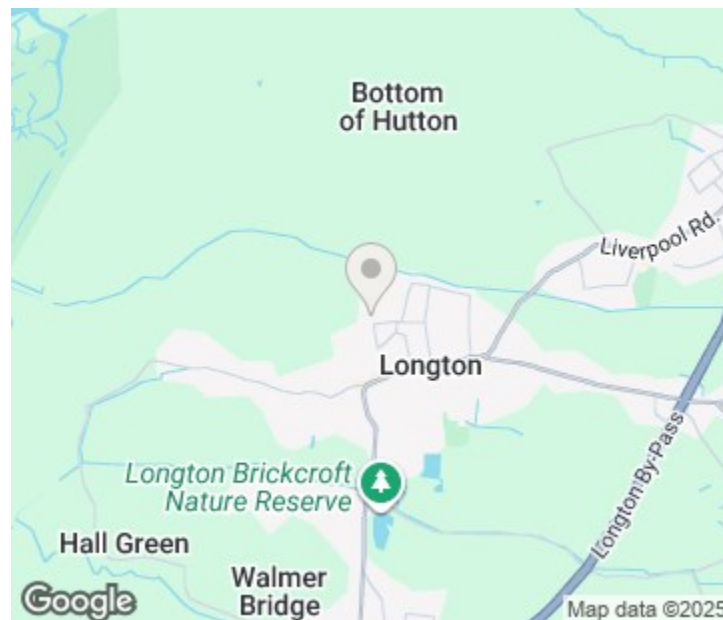 Bottom
of Hutton
Liverpool Rd.
Longton
Longton By-Pass
Longton Brickcroft
Nature Reserve
Hall Green
Walmer
Bridge
Google
Map data ©2025